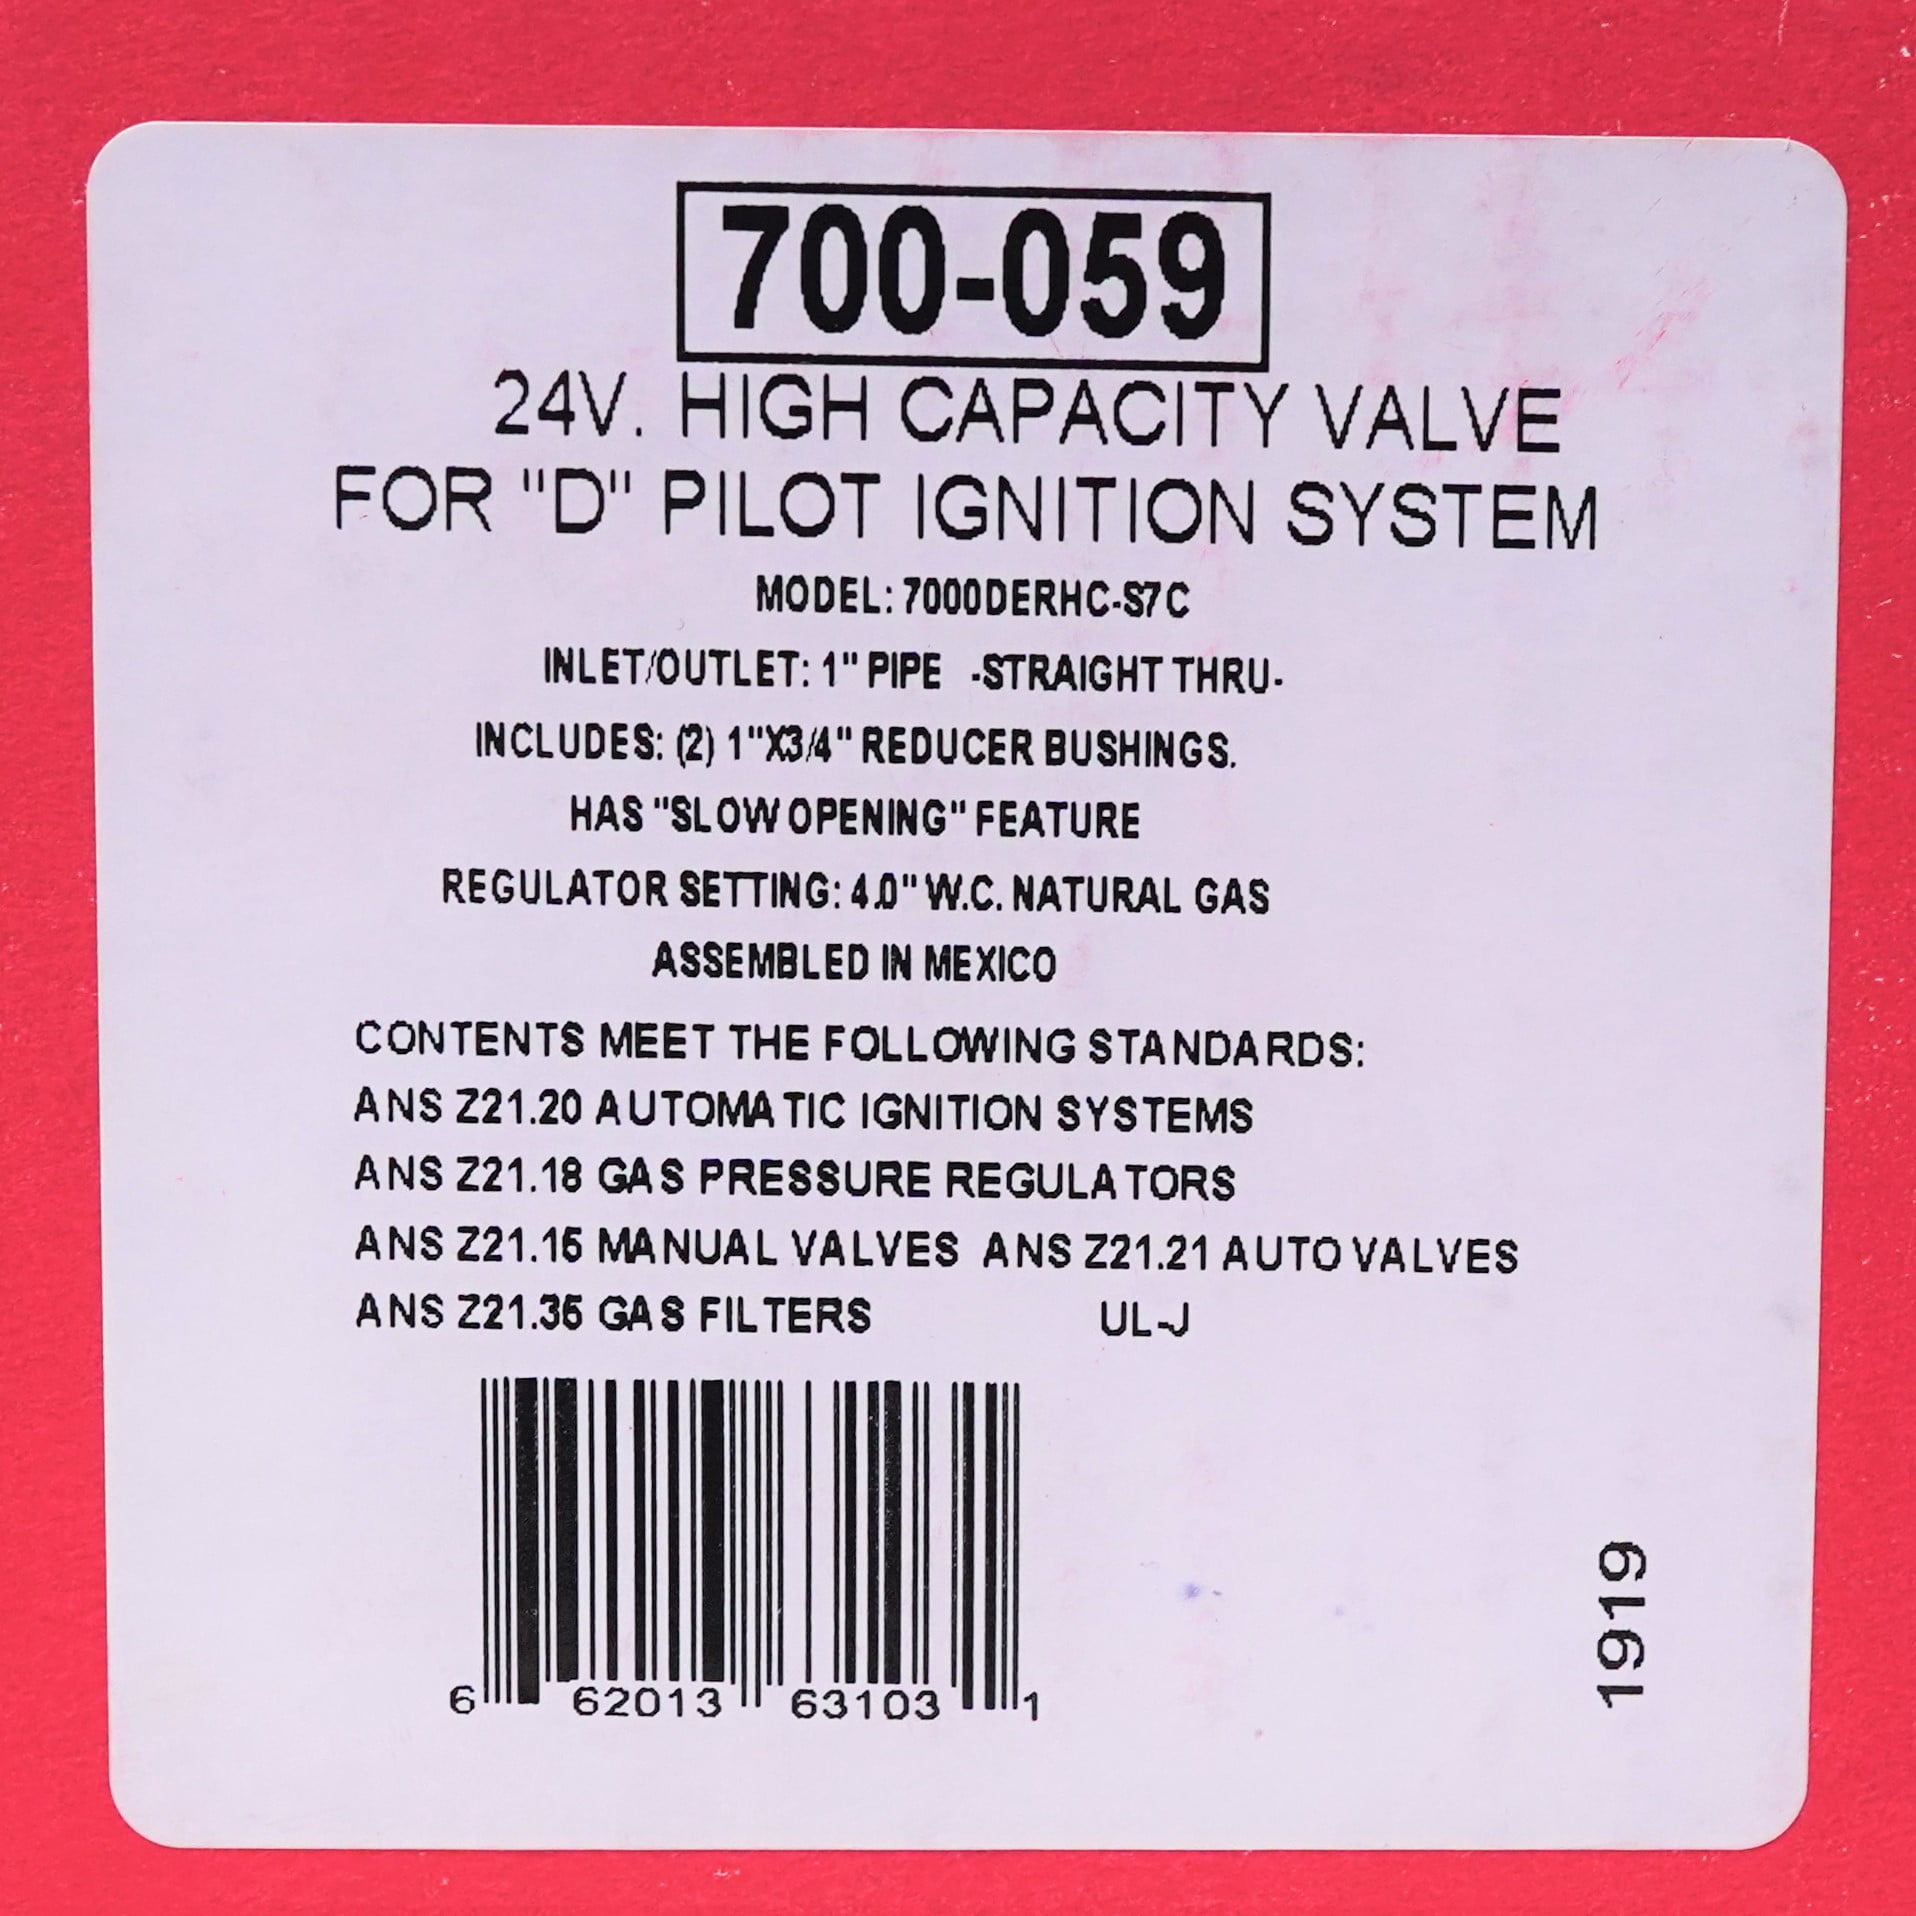 700-059
24V. HIGH CAPACITY VALVE
FOR "D" PILOT IGNITION SYSTEM
MODEL: 7000DERHC-S7C
INLET/OUTLET: 1" PIPE -STRAIGHT THRU-
INCLUDES: (2) 1"X3/4" REDUCER BUSHINGS.
HAS "SLOW OPENING" FEATURE
REGULATOR SETTING: 4.0" W.C. NATURAL GAS
ASSEMBLED IN MEXICO
CONTENTS MEET THE FOLLOWING STANDARDS:
ANS Z21.20 AUTOMATIC IGNITION SYSTEMS
ANS Z21.18 GAS PRESSURE REGULATORS
ANS Z21.15 MANUAL VALVES ANS Z21.21 AUTO VALVES
ANS Z21.35 GAS FILTERS UL-J
6 62013 63103 1
1919